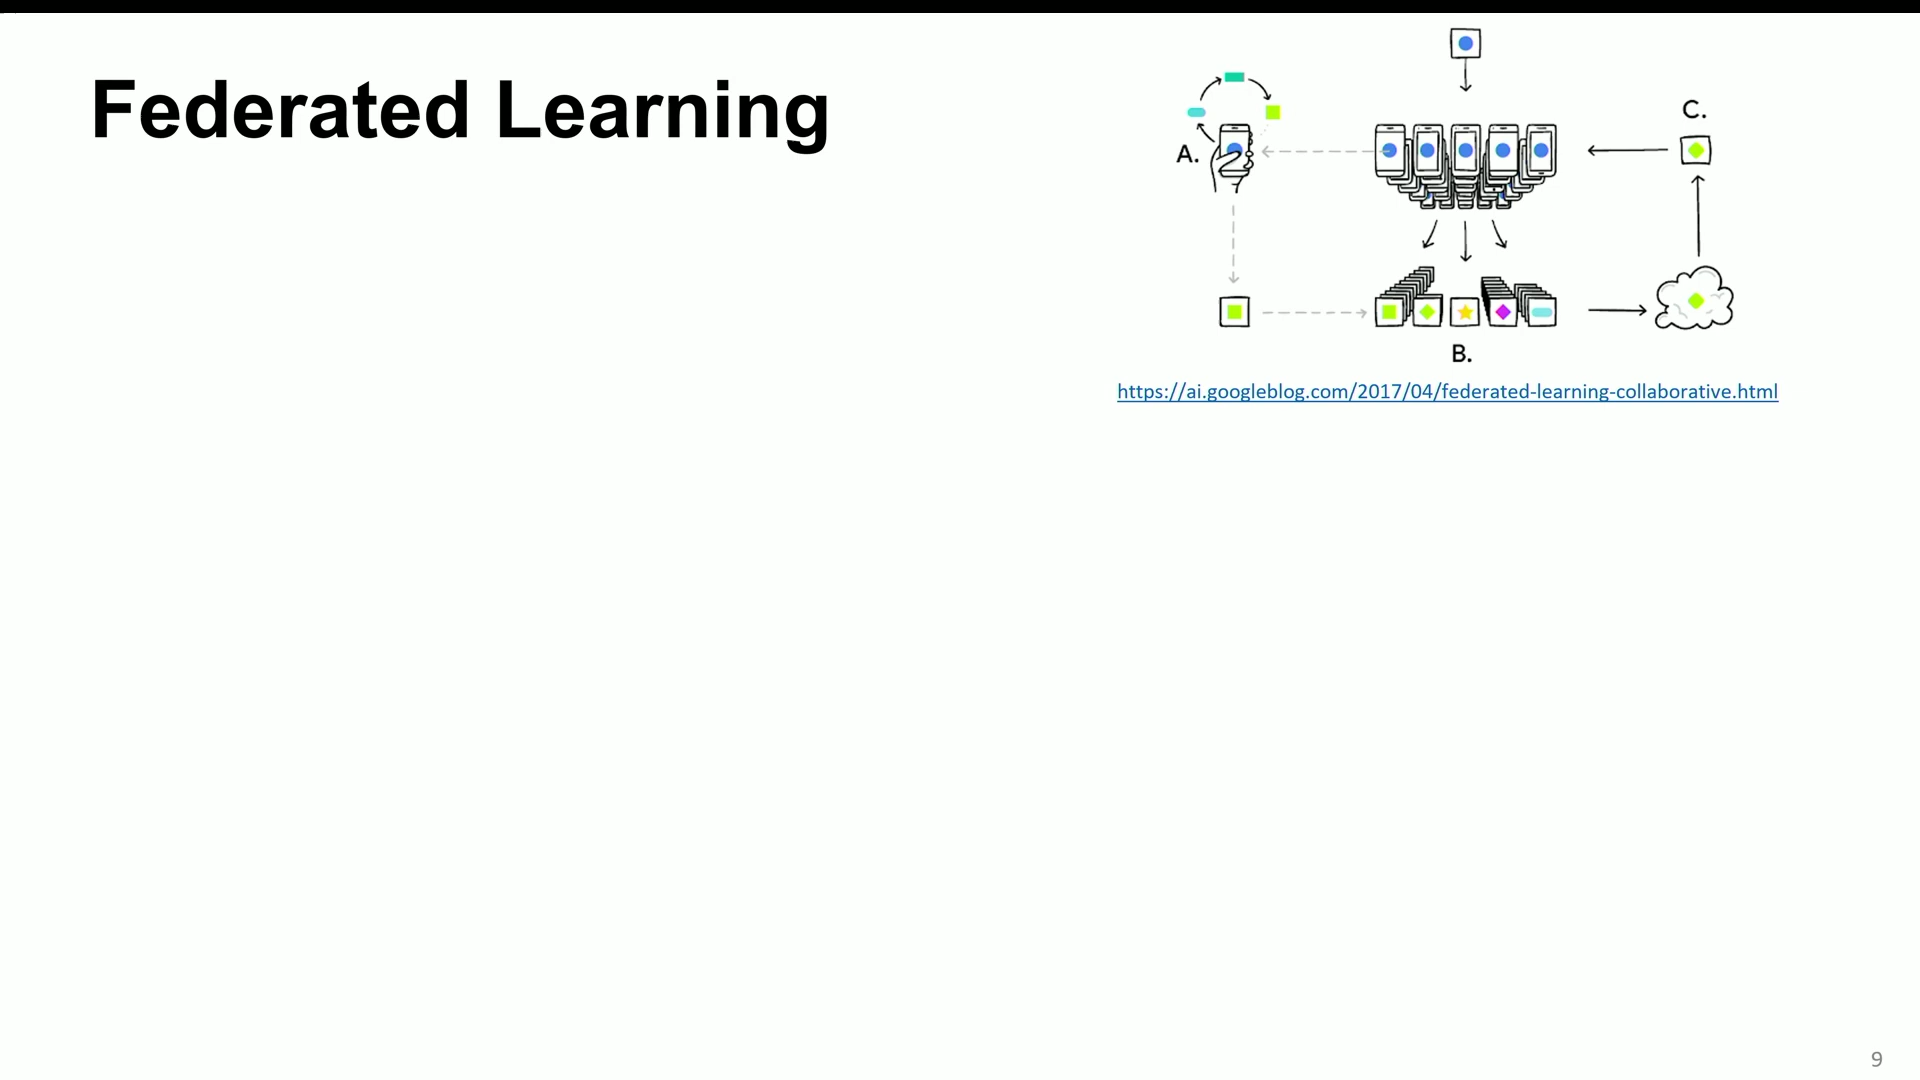 Federated Learning
C.
A.
B.
https://ai.googleblog.com/2017/04/federated-learning-collaborative.html
9